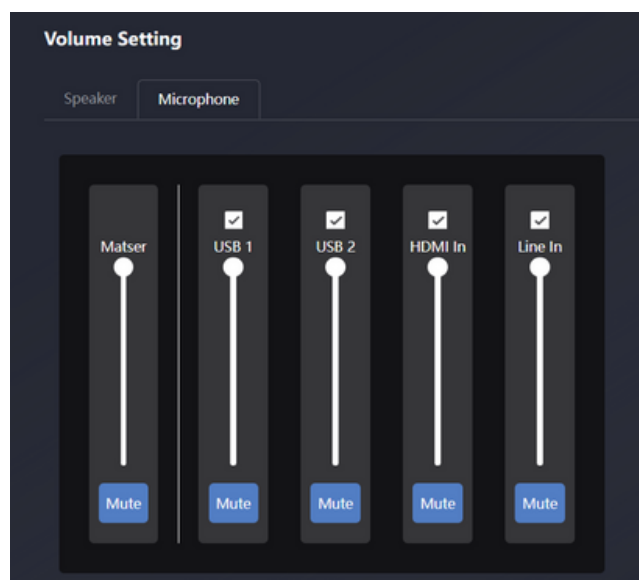 Volume Setting
Speaker Microphone
Matser USB 1 USB 2 HDMI In Line In
Mute Mute Mute Mute Mute